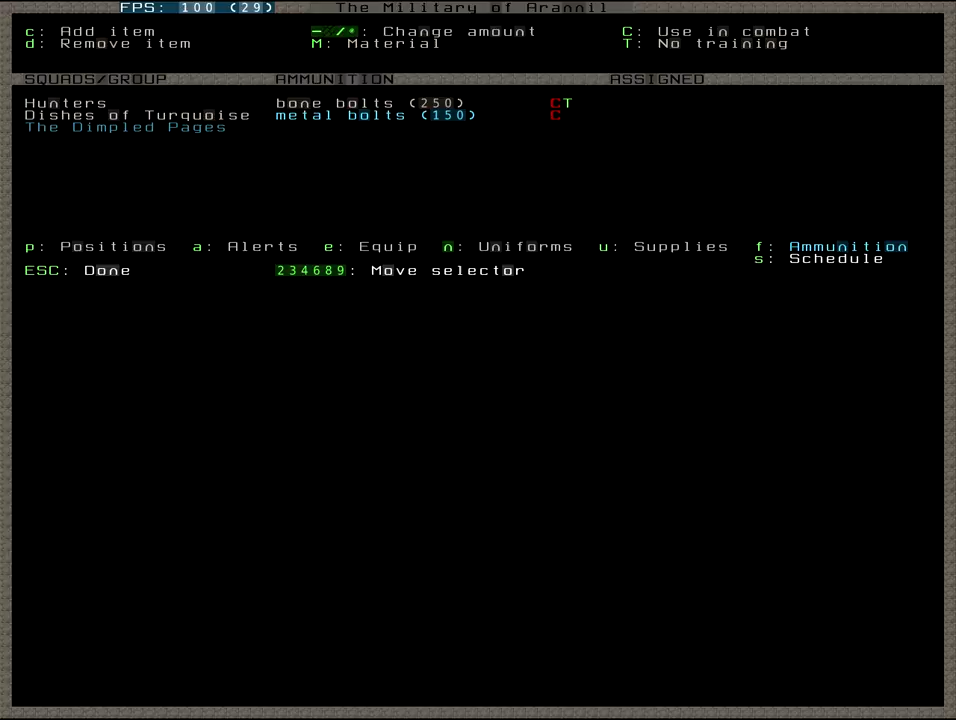 FPS: 100 (29) The Military of Arannil
c: Add item -/*: Change amount C: Use in combat
d: Remove item M: Material T: No training
SQUADS/GROUP AMMUNITION ASSIGNED
Hunters bone bolts (250) CT
Dishes of Turquoise metal bolts (150) C
The Dimpled Pages
p: Positions a: Alerts e: Equip n: Uniforms u: Supplies f: Ammunition
s: Schedule
ESC: Done 234689: Move selector